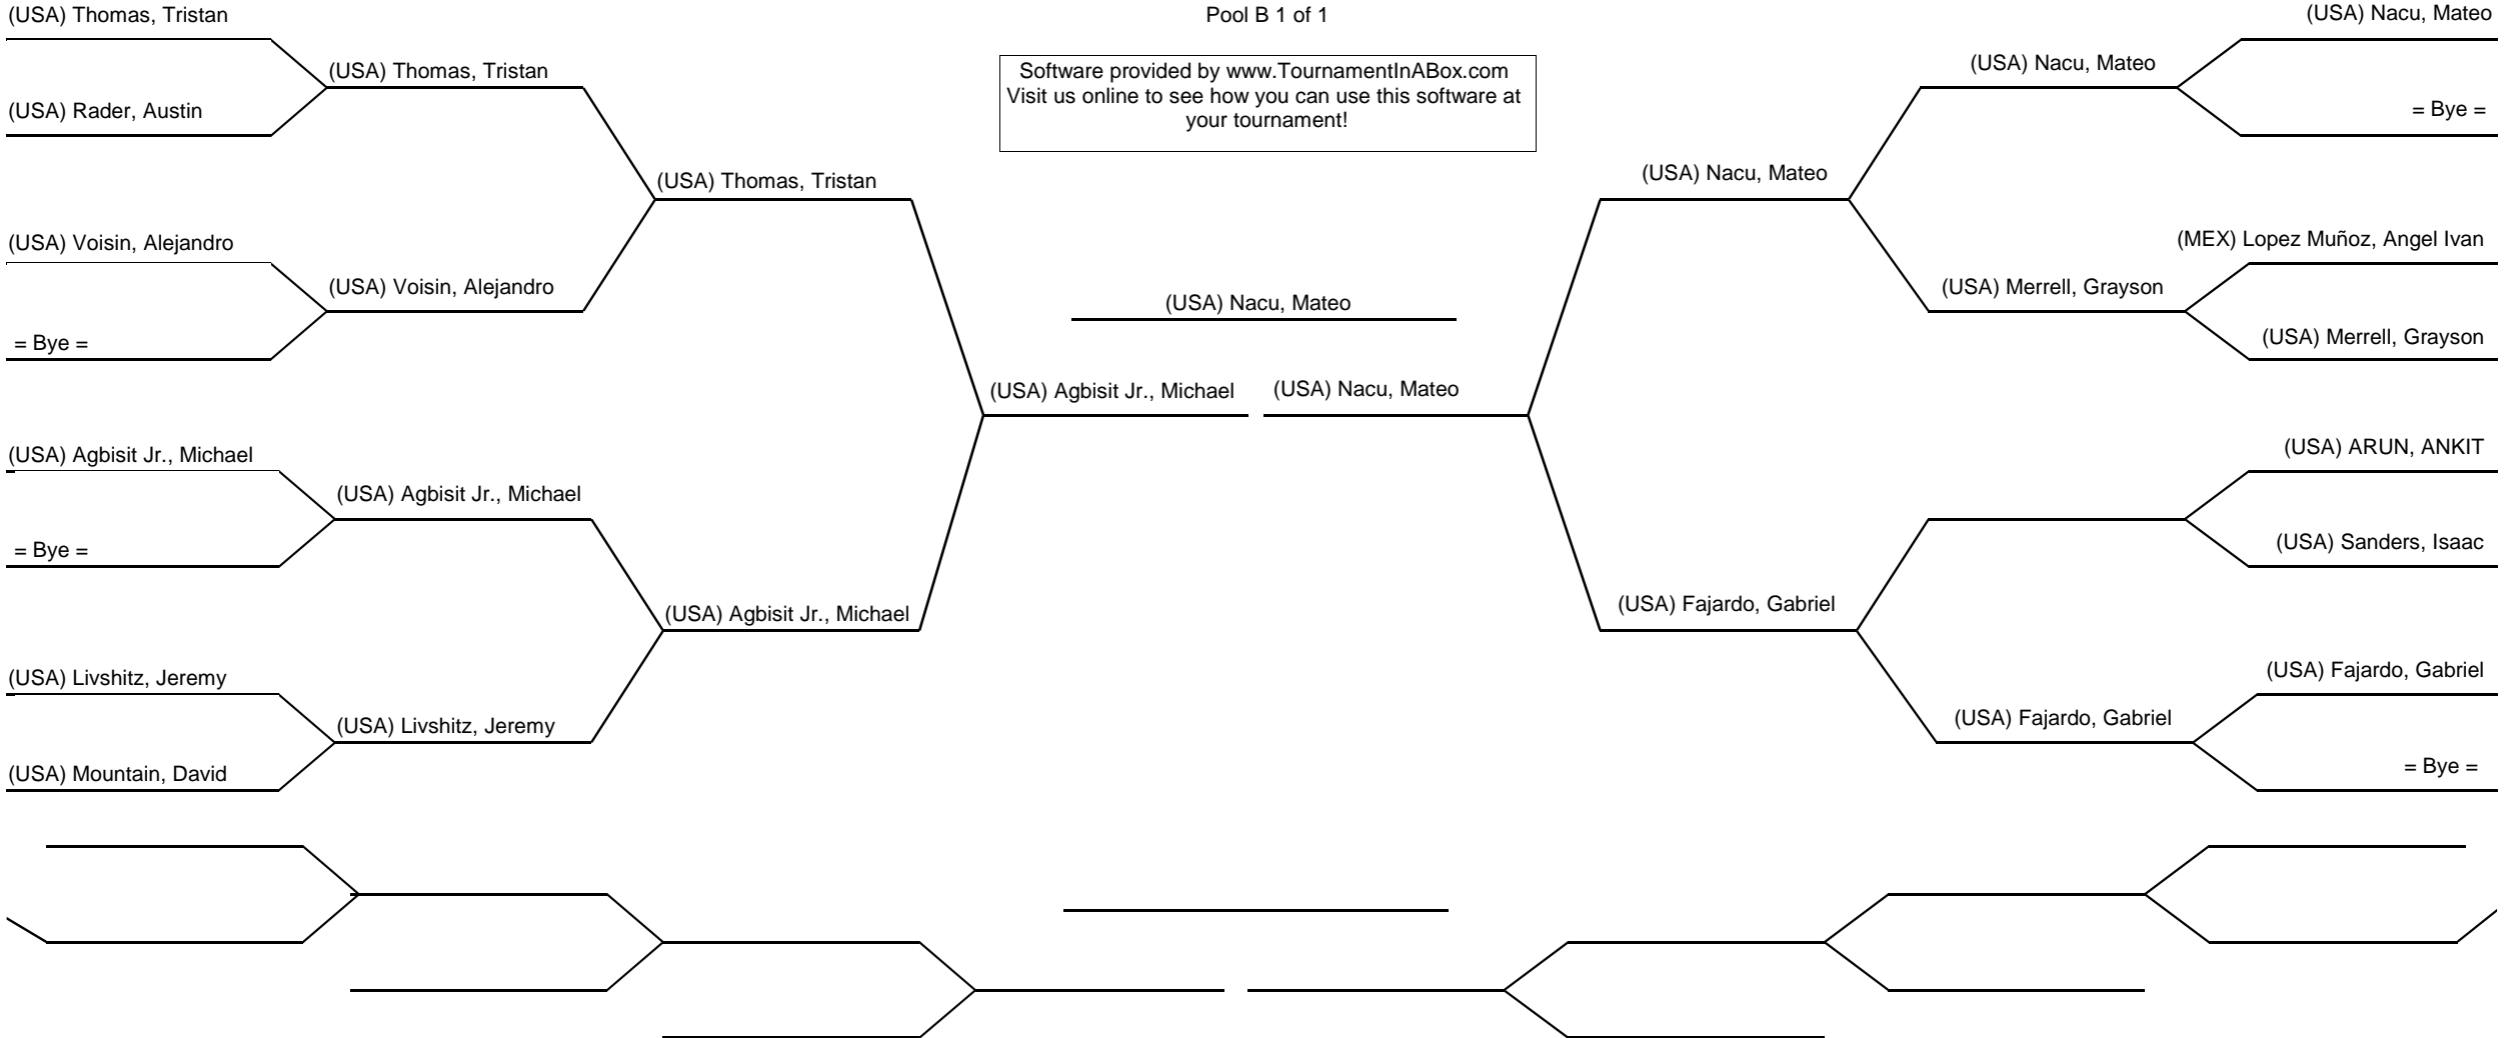 Pool B 1 of 1
Software provided by www.TournamentInABox.com
Visit us online to see how you can use this software at
your tournament!
(USA) Thomas, Tristan
(USA) Rader, Austin
(USA) Voisin, Alejandro
= Bye =
(USA) Agbisit Jr., Michael
= Bye =
(USA) Livshitz, Jeremy
(USA) Mountain, David
(USA) Thomas, Tristan
(USA) Voisin, Alejandro
(USA) Agbisit Jr., Michael
(USA) Livshitz, Jeremy
(USA) Thomas, Tristan
(USA) Agbisit Jr., Michael
(USA) Agbisit Jr., Michael
(USA) Nacu, Mateo
(USA) Nacu, Mateo
(USA) Nacu, Mateo
(USA) Fajardo, Gabriel
(USA) Nacu, Mateo
(USA) Merrell, Grayson
(USA) Fajardo, Gabriel
(USA) Nacu, Mateo
= Bye =
(MEX) Lopez Muñoz, Angel Ivan
(USA) Merrell, Grayson
(USA) ARUN, ANKIT
(USA) Sanders, Isaac
(USA) Fajardo, Gabriel
= Bye =